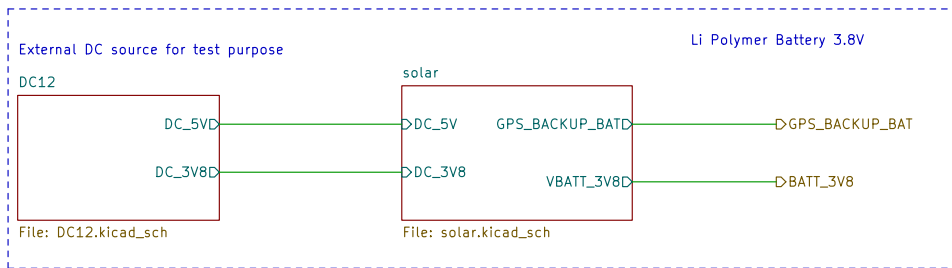 External DC source for test purpose
Li Polymer Battery 3.8V
DC12
solar
DC_5V
DC_5V
GPS_BACKUP_BAT
GPS_BACKUP_BAT
DC_3V8
DC_3V8
VBATT_3V8
BATT_3V8
File: DC12.kicad_sch
File: solar.kicad_sch